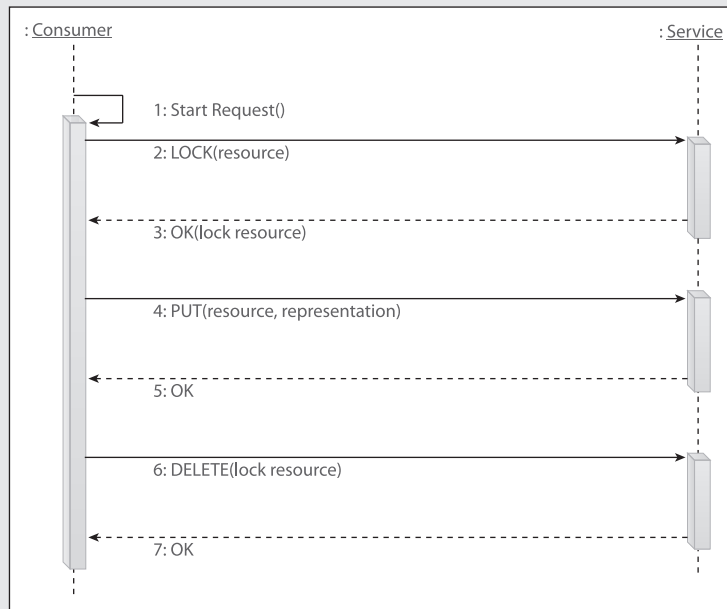 : Consumer
: Service
1: Start Request()
2: LOCK(resource)
3: OK(lock resource)
4: PUT(resource, representation)
5: OK
6: DELETE(lock resource)
7: OK